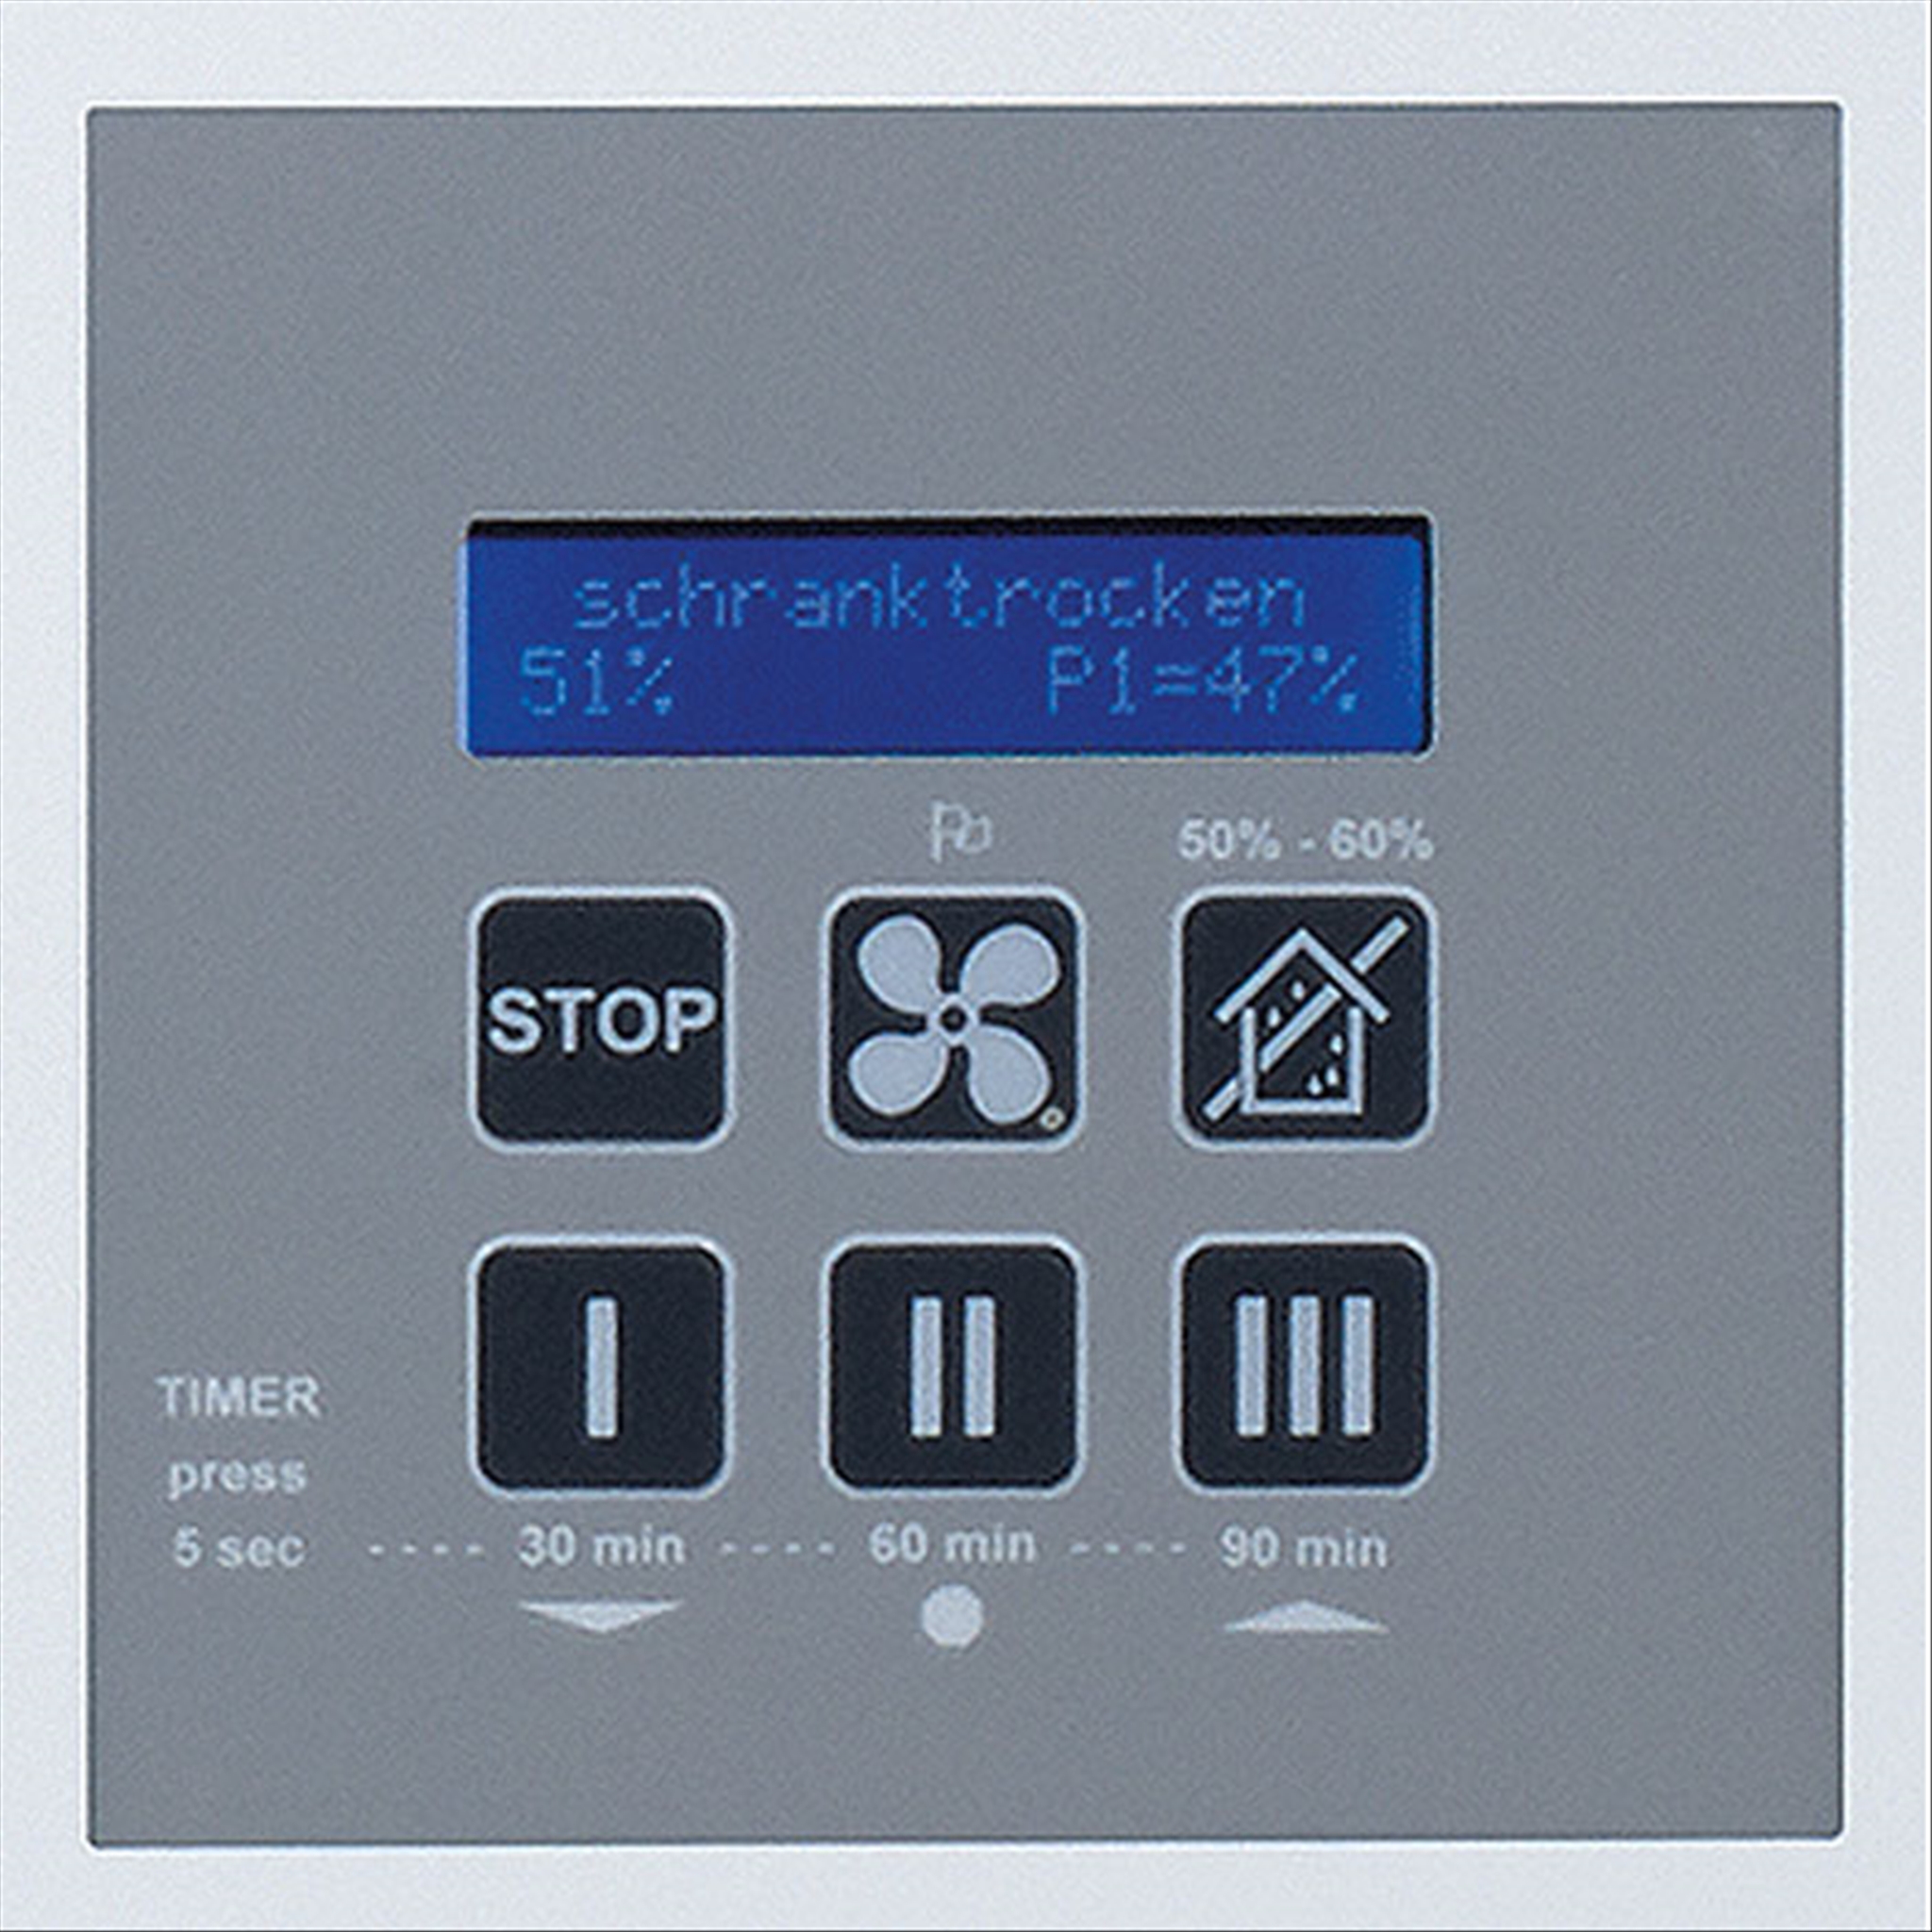 schranktrocken
51% P1=47%
50% - 60%
STOP
I II III
TIMER
press
5 sec ---- 30 min ---- 60 min ---- 90 min